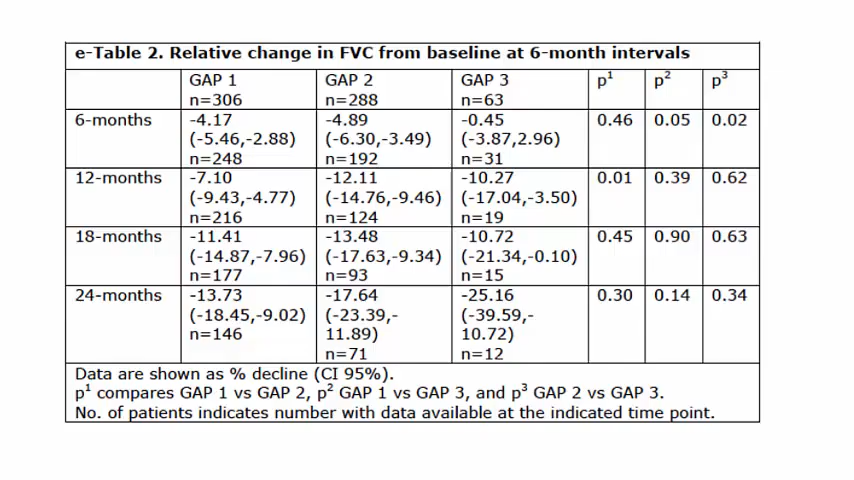 e-Table 2. Relative change in FVC from baseline at 6-month intervals
GAP 1 GAP 2 GAP 3 p¹ p² p³
n=306 n=288 n=63
6-months -4.17 -4.89 -0.45 0.46 0.05 0.02
(-5.46,-2.88) (-6.30,-3.49) (-3.87,2.96)
n=248 n=192 n=31
12-months -7.10 -12.11 -10.27 0.01 0.39 0.62
(-9.43,-4.77) (-14.76,-9.46) (-17.04,-3.50)
n=216 n=124 n=19
18-months -11.41 -13.48 -10.72 0.45 0.90 0.63
(-14.87,-7.96) (-17.63,-9.34) (-21.34,-0.10)
n=177 n=93 n=15
24-months -13.73 -17.64 -25.16 0.30 0.14 0.34
(-18.45,-9.02) (-23.39,- (-39.59,-
n=146 11.89) 10.72)
n=71 n=12
Data are shown as % decline (CI 95%).
p¹ compares GAP 1 vs GAP 2, p² GAP 1 vs GAP 3, and p³ GAP 2 vs GAP 3.
No. of patients indicates number with data available at the indicated time point.